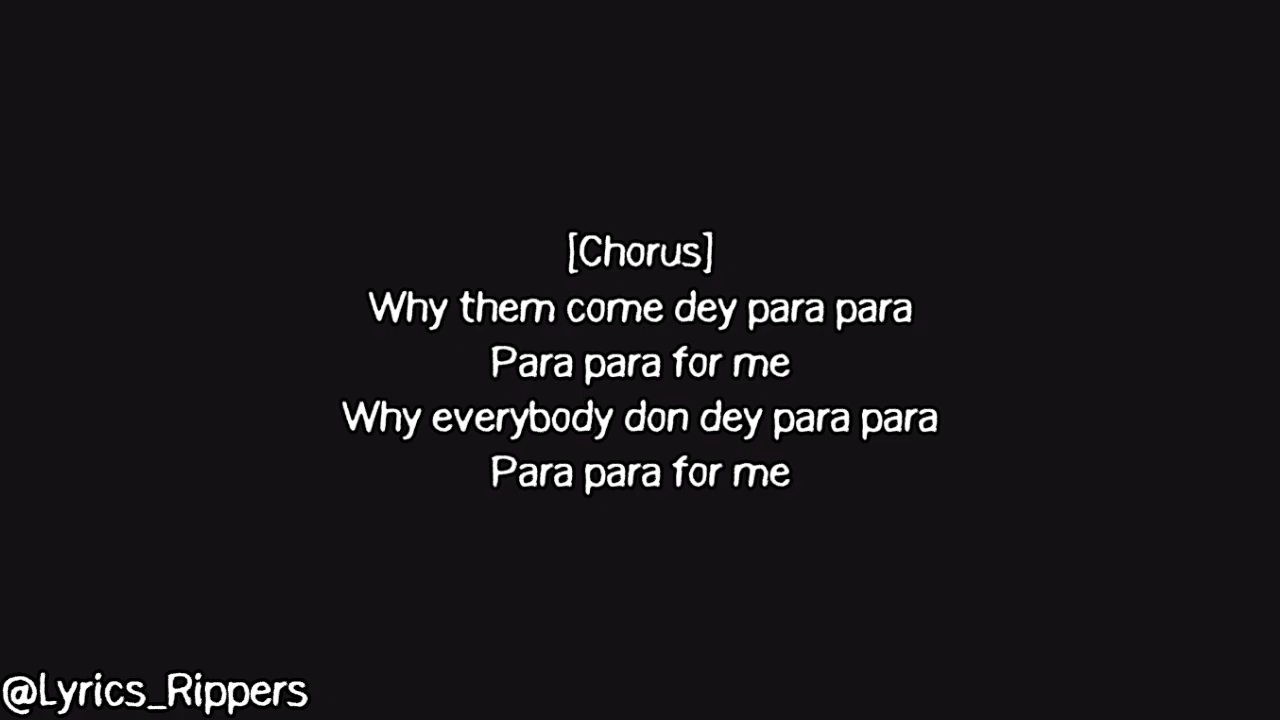 [Chorus]
Why them come dey para para
Para para for me
Why everybody don dey para para
Para para for me
@Lyrics_Rippers